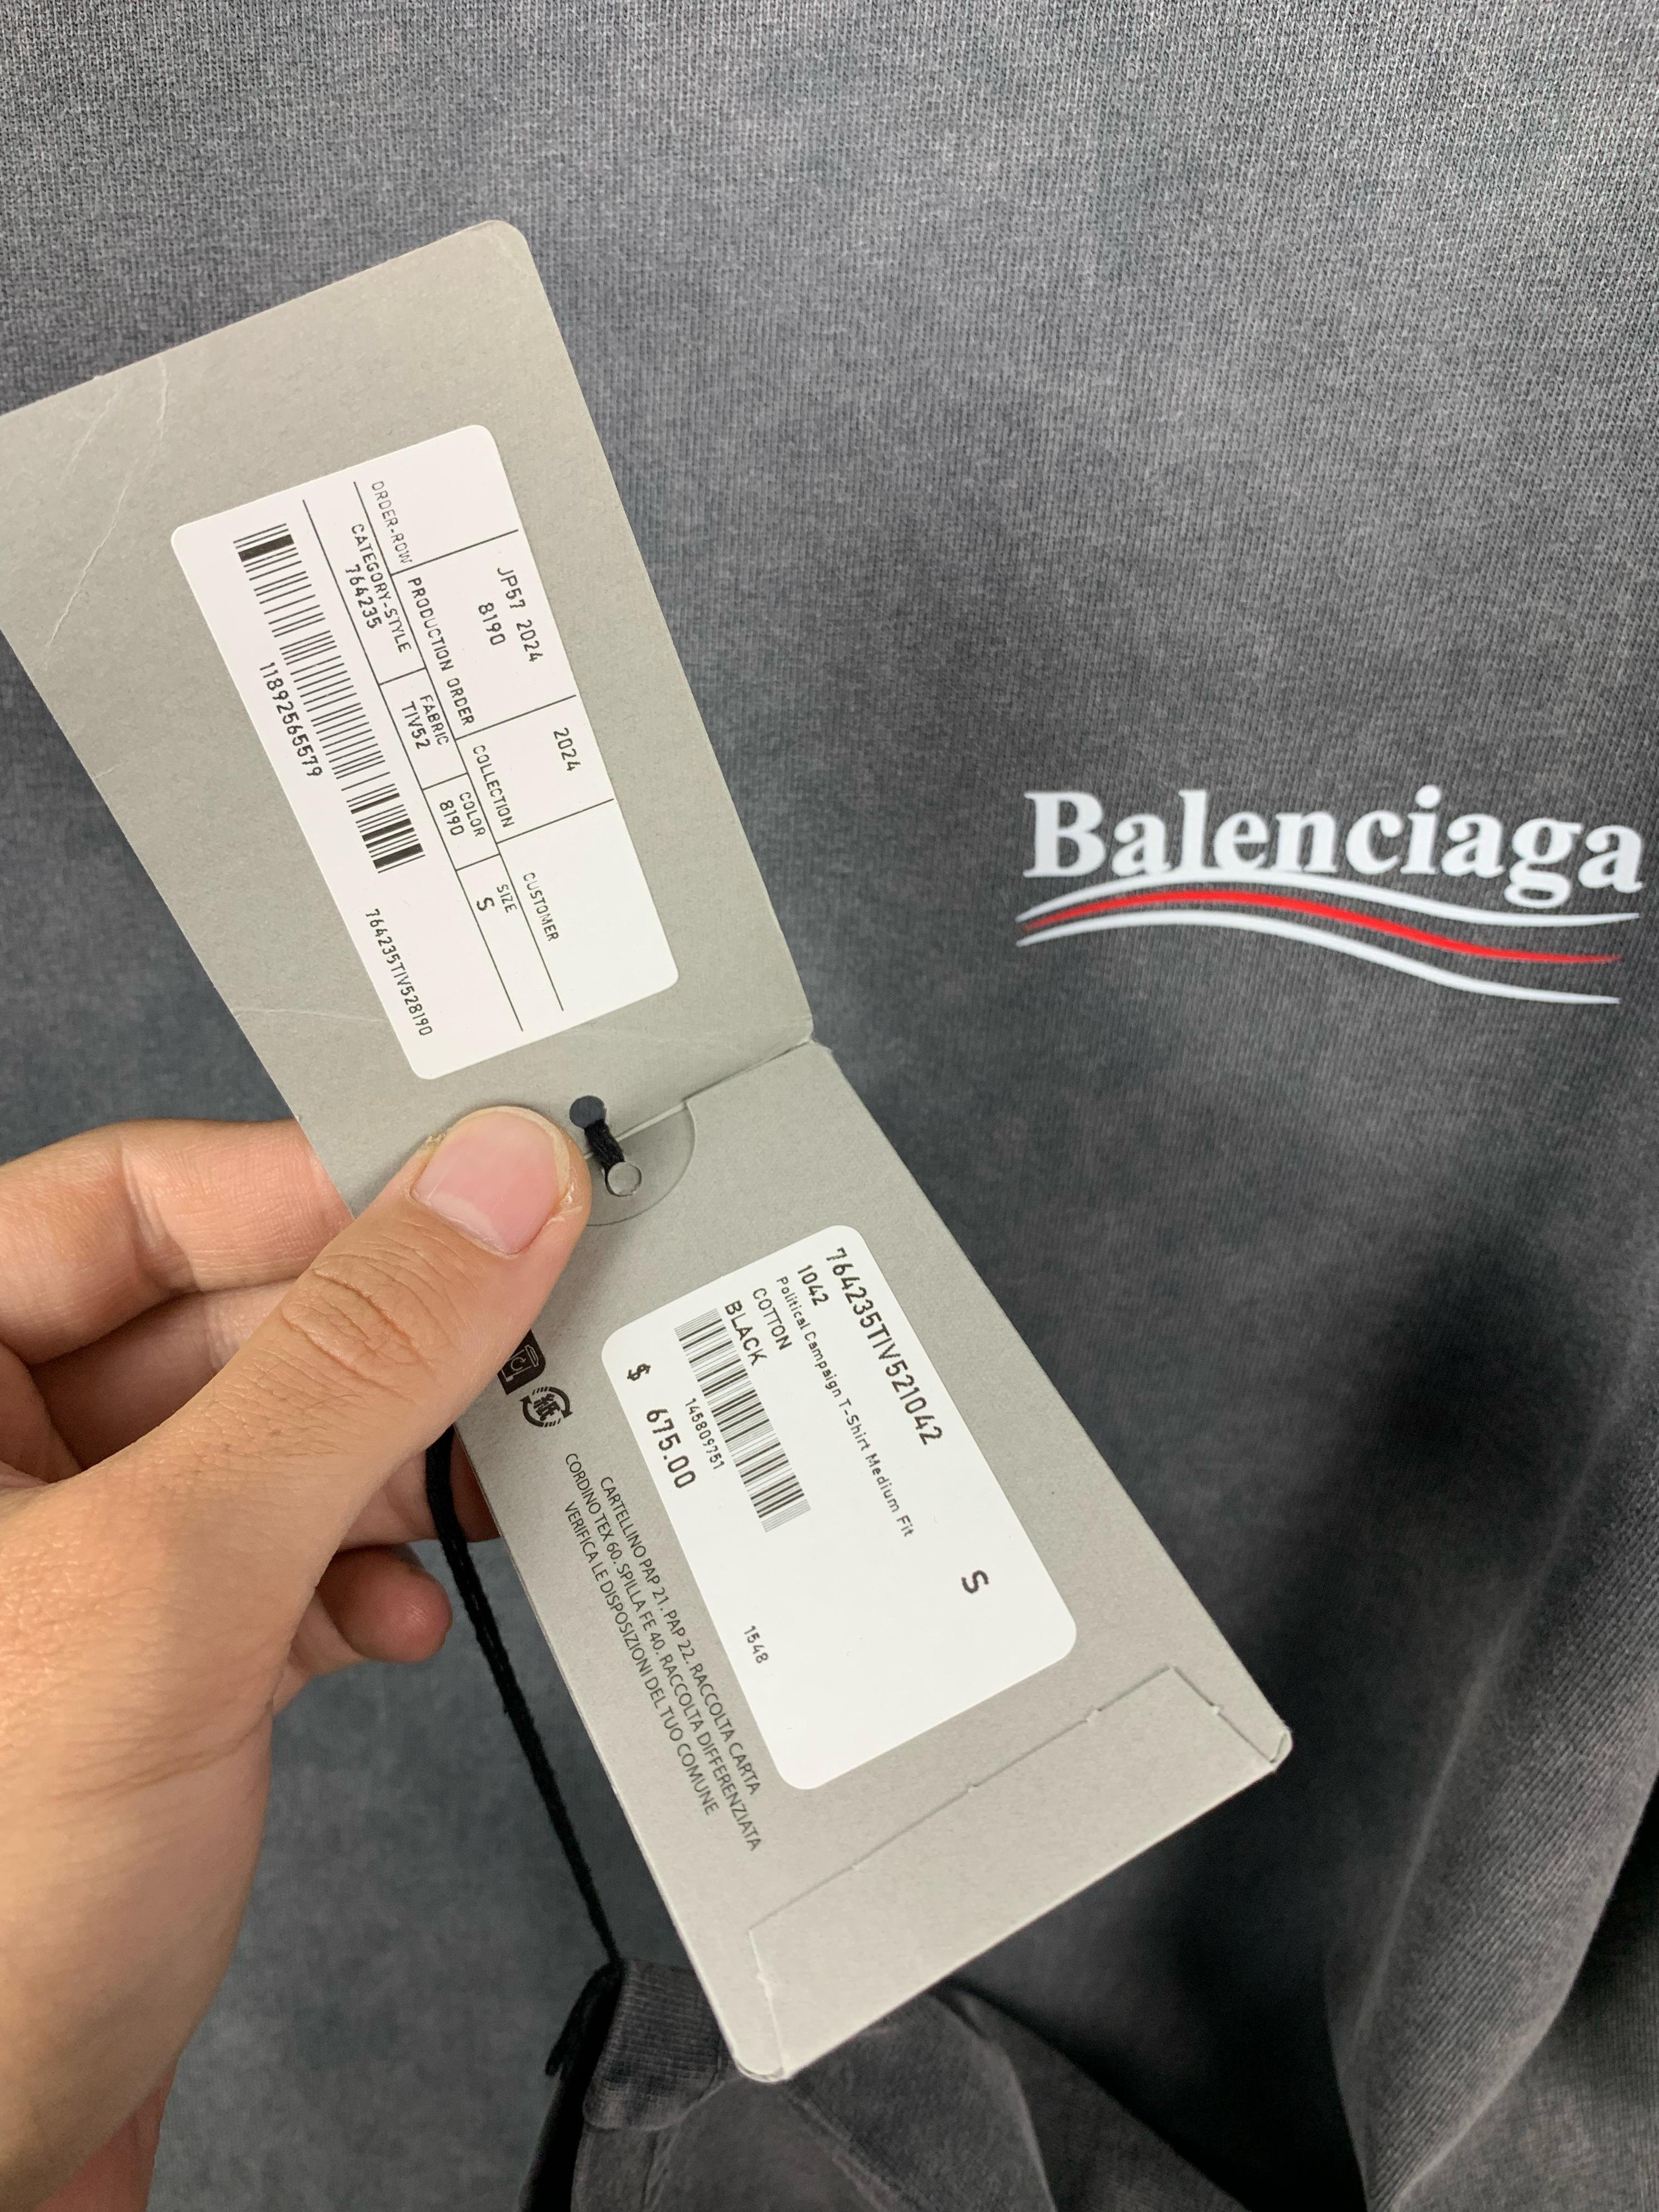 Balenciaga
JP57 2024
8190
2024
ORDER-ROW
PRODUCTION ORDER
COLLECTION
CUSTOMER
CATEGORY-STYLE
764235
FABRIC
TIV52
COLOR
8190
SIZE
S
11892565579
764235TIV528190
764235TIV521042
S
1042
Political Campaign T-Shirt Medium Fit
COTTON
BLACK
145809751
1548
$ 675.00
紙
CARTELLINO PAP 21. PAP 22. RACCOLTA CARTA
CORDINO TEX 60. SPILLA FE 40. RACCOLTA DIFFERENZIATA
VERIFICA LE DISPOSIZIONI DEL TUO COMUNE